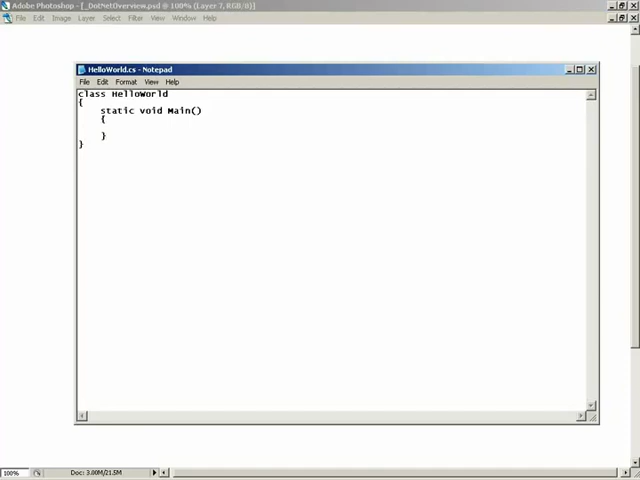 Adobe Photoshop - [_DotNetOverview.psd @ 100% (Layer 7, RGB/8)]
File Edit Image Layer Select Filter View Window Help
HelloWorld.cs - Notepad
File Edit Format View Help
class HelloWorld
{
static void Main()
{
}
}
100% Doc: 3.00M/21.5M